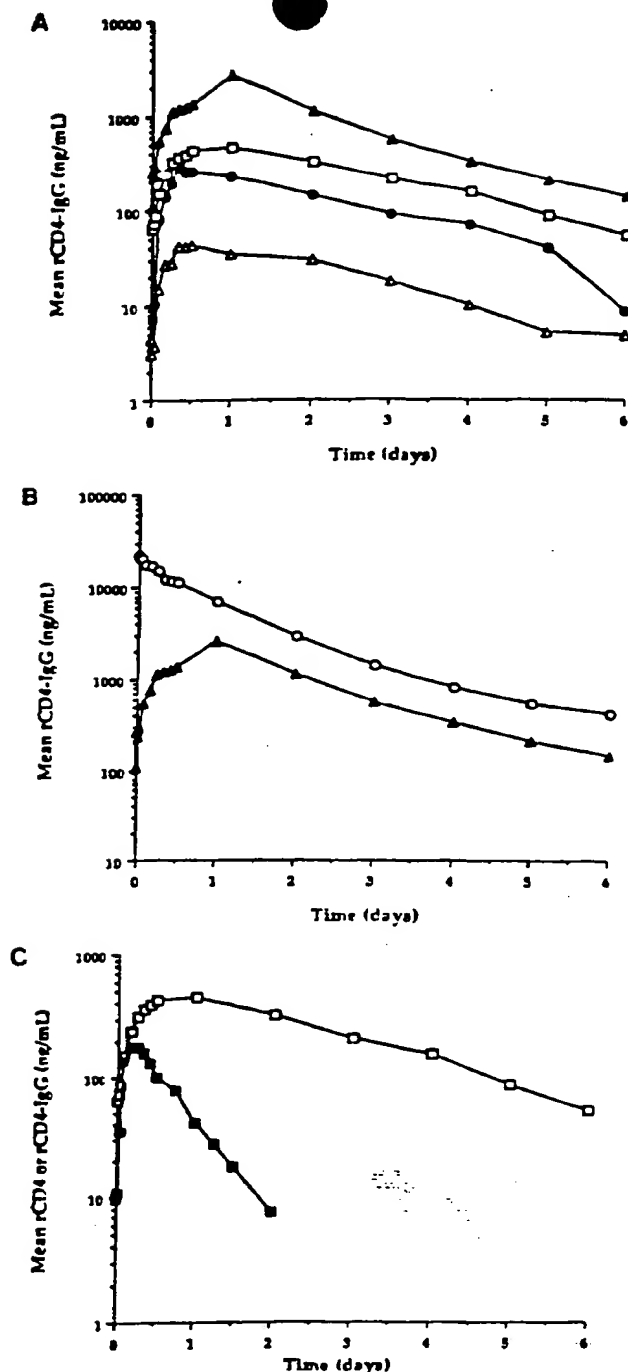 A
10000
1000
100
10
1
Mean rCD4-IgG (ng/mL)
0 1 2 3 4 5 6
Time (days)
B
100000
10000
1000
100
10
Mean rCD4-IgG (ng/mL)
0 1 2 3 4 5 6
Time (days)
C
1000
100
10
1
Mean rCD4 or rCD4-IgG (ng/mL)
0 1 2 3 4 5 6
Time (days)